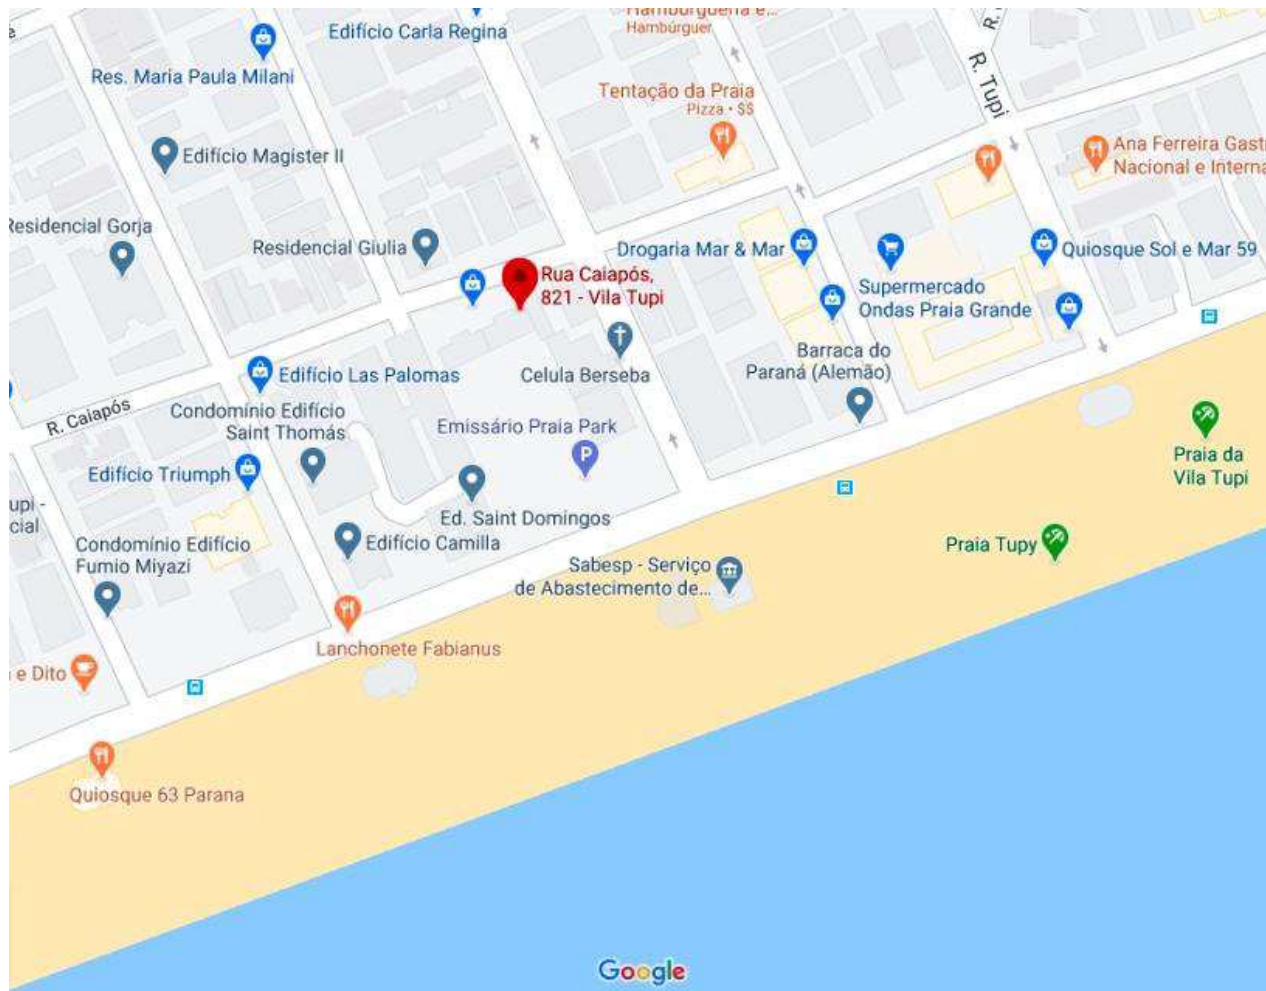 Hamburgueria e...
Hambúrguer
Edifício Carla Regina
Res. Maria Paula Milani
R. Tupi
Tentação da Praia
Pizza • $$
Edifício Magister II
Ana Ferreira Gast
Nacional e Interna
Residencial Gorja
Residencial Giulia
Drogaria Mar & Mar
Quiosque Sol e Mar 59
Rua Caiapós,
821 - Vila Tupi
Supermercado
Ondas Praia Grande
Barraca do
Paraná (Alemão)
Edifício Las Palomas
Celula Berseba
R. Caiapós
Condomínio Edifício
Saint Thomás
Emissário Praia Park
P
Praia da
Vila Tupi
Edifício Triumph
upi -
cial
Ed. Saint Domingos
Edifício Camilla
Condomínio Edifício
Fumio Miyazi
Praia Tupy
Sabesp - Serviço
de Abastecimento de...
Lanchonete Fabianus
e Dito
Quiosque 63 Parana
Google